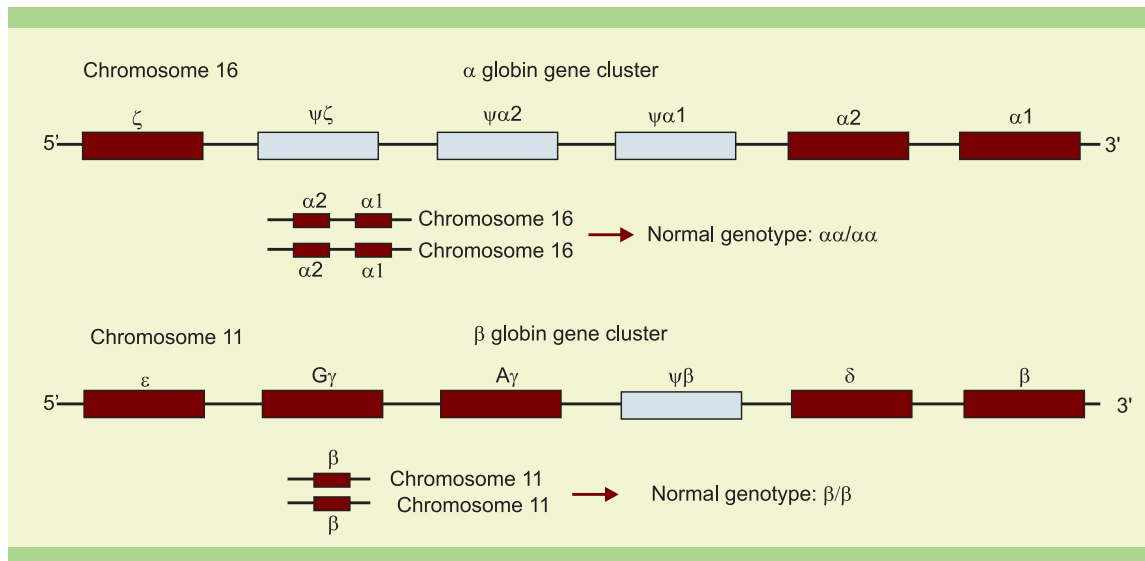 Chromosome 16 α globin gene cluster
ζ ψζ ψα2 ψα1 α2 α1
5' 3'
α2 α1
Chromosome 16
Chromosome 16
Normal genotype: αα/αα
α2 α1
Chromosome 11 β globin gene cluster
ε Gγ Aγ ψβ δ β
5' 3'
β
Chromosome 11
Chromosome 11
Normal genotype: β/β
β